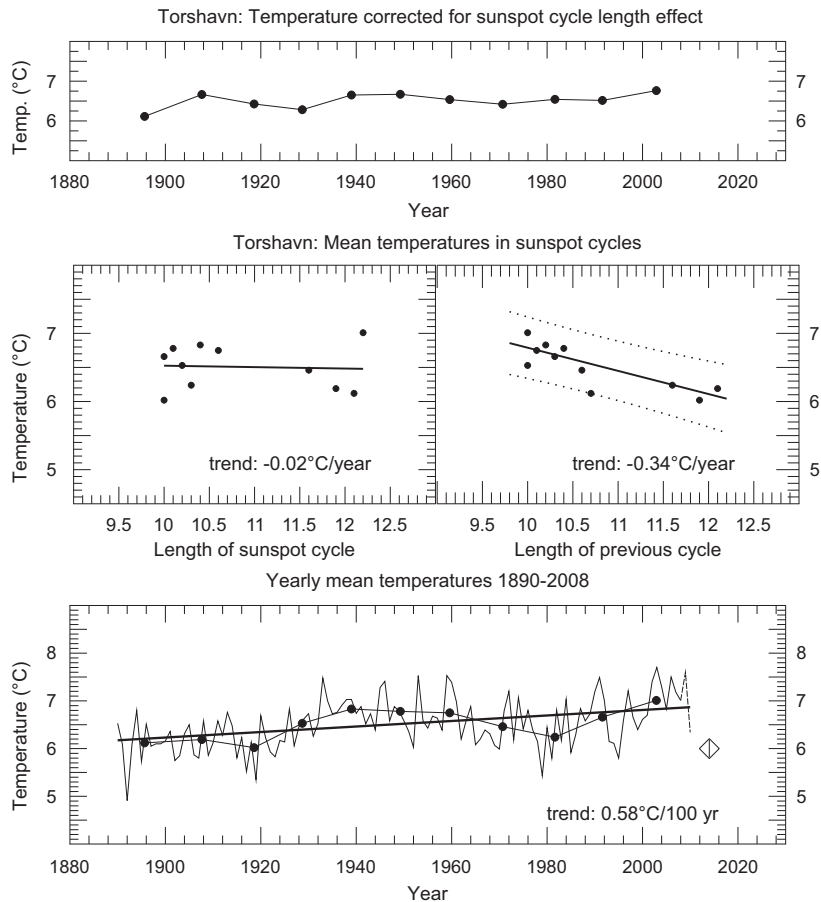 Torshavn: Temperature corrected for sunspot cycle length effect
Temp. (°C)
7 7
6 6
1880 1900 1920 1940 1960 1980 2000 2020
Year
Torshavn: Mean temperatures in sunspot cycles
Temperature (°C)
7 7
6 6
5 5
trend: -0.02°C/year trend: -0.34°C/year
9.5 10 10.5 11 11.5 12 12.5 9.5 10 10.5 11 11.5 12 12.5
Length of sunspot cycle Length of previous cycle
Yearly mean temperatures 1890-2008
Temperature (°C)
8 8
7 7
6 6
5 5
trend: 0.58°C/100 yr
1880 1900 1920 1940 1960 1980 2000 2020
Year